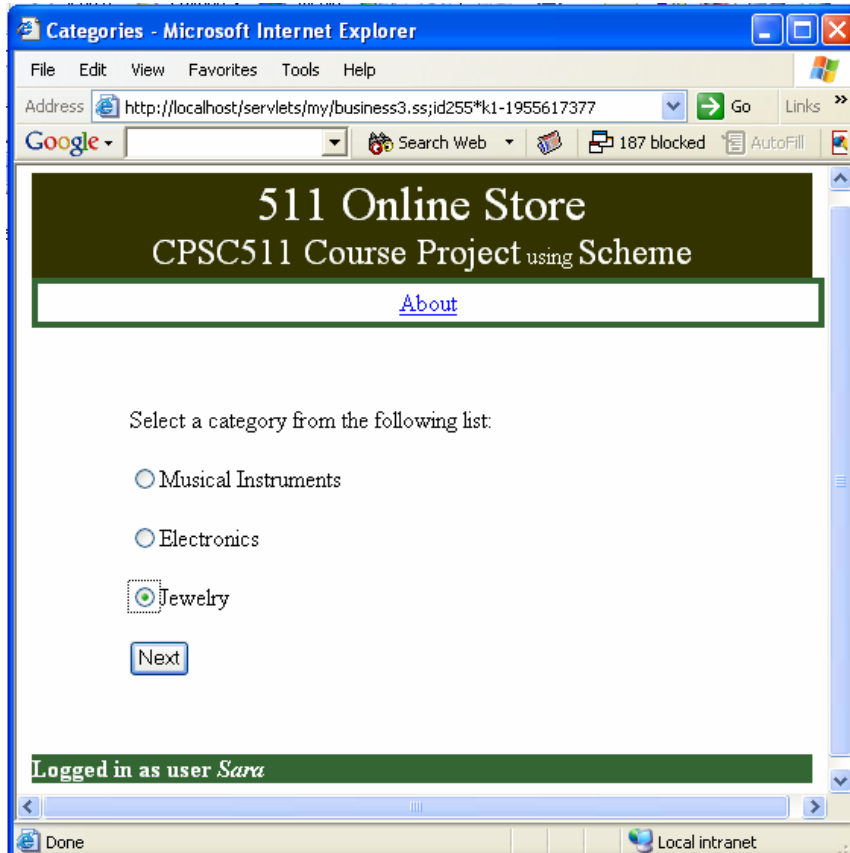 Categories - Microsoft Internet Explorer
File Edit View Favorites Tools Help
Address http://localhost/servlets/my/business3.ss;id255*k1-1955617377 Go Links »
Google Search Web 187 blocked AutoFill
511 Online Store
CPSC511 Course Project using Scheme
About
Select a category from the following list:
Musical Instruments
Electronics
Jewelry
Next
Logged in as user Sara
Done Local intranet